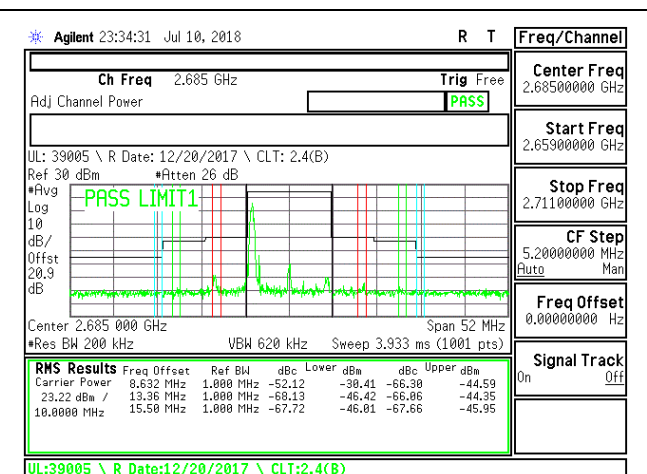 Agilent 23:34:31 Jul 10, 2018 R T
Ch Freq 2.685 GHz Trig Free
Adj Channel Power PASS
UL: 39005 \ R Date: 12/20/2017 \ CLT: 2.4(B)
Ref 30 dBm #Atten 26 dB
#Avg
Log
10
dB/
Offst
20.9
dB
PASS LIMIT1
Center 2.685 000 GHz Span 52 MHz
#Res BW 200 kHz VBW 620 kHz Sweep 3.933 ms (1001 pts)
RMS Results Freq Offset Ref BW dBc Lower dBm dBc Upper dBm
Carrier Power 8.632 MHz 1.000 MHz -52.12 -30.41 -66.30 -44.59
23.22 dBm / 13.36 MHz 1.000 MHz -68.13 -46.42 -66.06 -44.35
10.0000 MHz 15.50 MHz 1.000 MHz -67.72 -46.01 -67.66 -45.95
UL:39005 \ R Date:12/20/2017 \ CLT:2.4(B)
Freq/Channel
Center Freq
2.68500000 GHz
Start Freq
2.65900000 GHz
Stop Freq
2.71100000 GHz
CF Step
5.20000000 MHz
Auto Man
Freq Offset
0.00000000 Hz
Signal Track
On Off